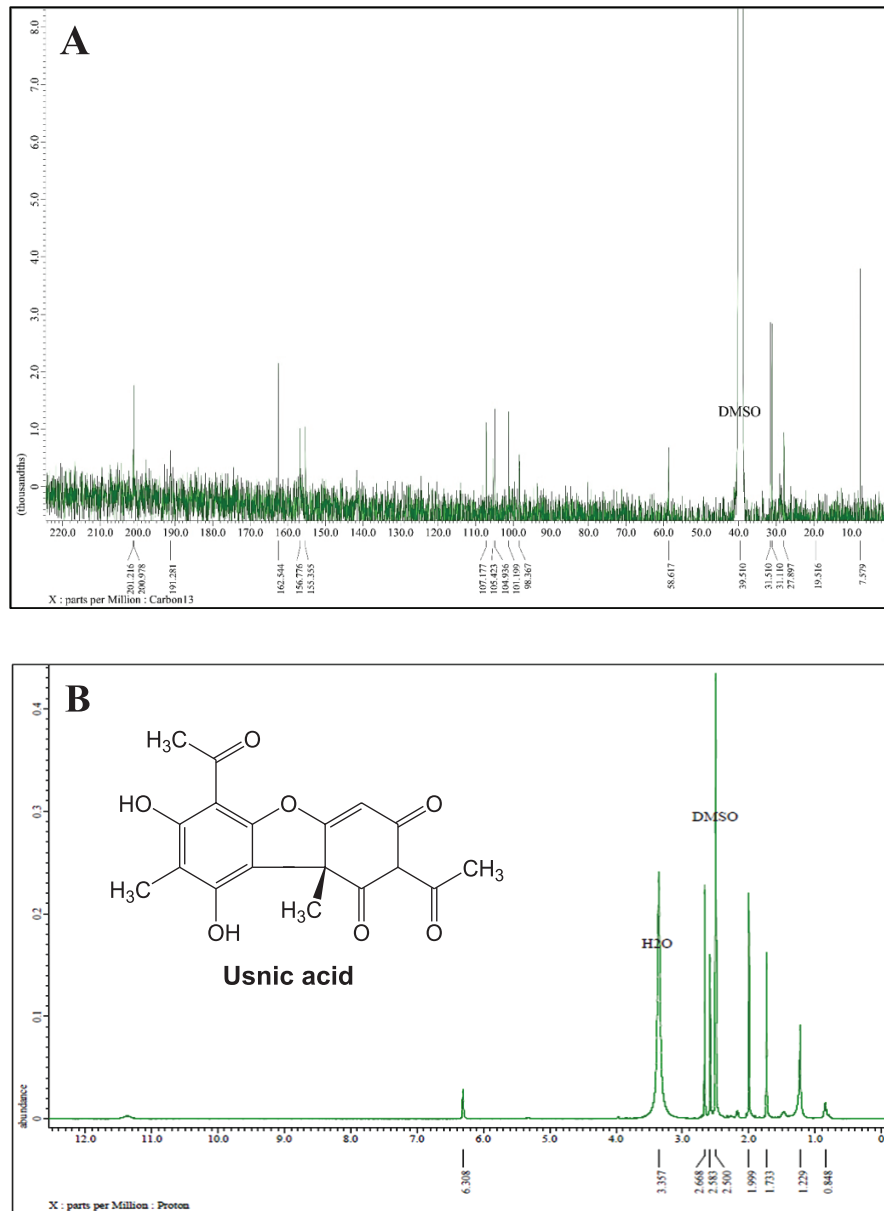 A
8.0
7.0
6.0
5.0
4.0
3.0
2.0
1.0
0
(thousandths)
DMSO
220.0 210.0 200.0 190.0 180.0 170.0 160.0 150.0 140.0 130.0 120.0 110.0 100.0 90.0 80.0 70.0 60.0 50.0 40.0 30.0 20.0 10.0 0
201.216 200.978 191.281 162.544 156.776 155.355 107.177 105.423 104.936 101.199 98.367 58.617 39.510 31.510 31.110 27.897 19.516 7.579
X : parts per Million : Carbon13
B
0.4
0.3
0.2
0.1
0
abundance
H3C O
HO O O
H3C CH3
OH H3C O O
Usnic acid
DMSO
H2O
12.0 11.0 10.0 9.0 8.0 7.0 6.0 5.0 4.0 3.0 2.0 1.0 0
6.308 3.357 2.668 2.583 2.500 1.999 1.733 1.229 0.848
X : parts per Million : Proton